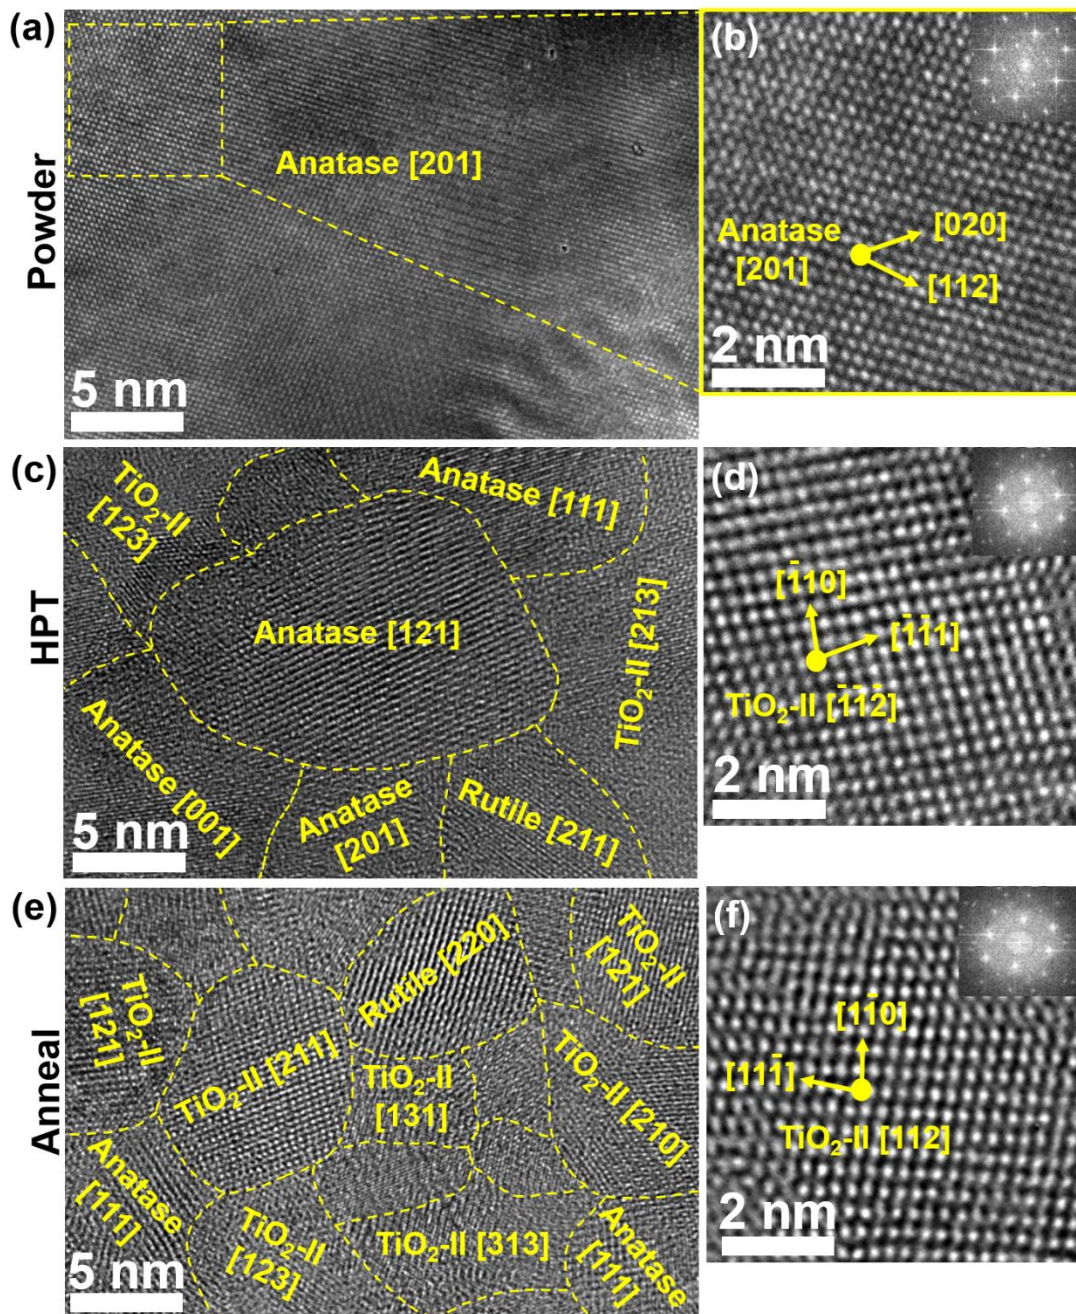 (a)
Powder
Anatase [201]
5 nm
(b)
[020]
Anatase
[201]
[112]
2 nm
(c)
HPT
TiO₂-II
[123]
Anatase [111]
Anatase [121]
TiO₂-II [213]
Anatase [001]
Anatase
[201]
Rutile [211]
5 nm
(d)
[1̄10]
[1̄1̄1]
TiO₂-II [1̄1̄2̄]
2 nm
(e)
Anneal
TiO₂-II
[121]
TiO₂-II [211]
Rutile [220]
TiO₂-II
[121]
TiO₂-II
[131]
TiO₂-II [210]
Anatase
[111]
TiO₂-II
[123]
TiO₂-II [313]
Anatase
[111]
5 nm
(f)
[11̄0]
[111̄]
TiO₂-II [112]
2 nm